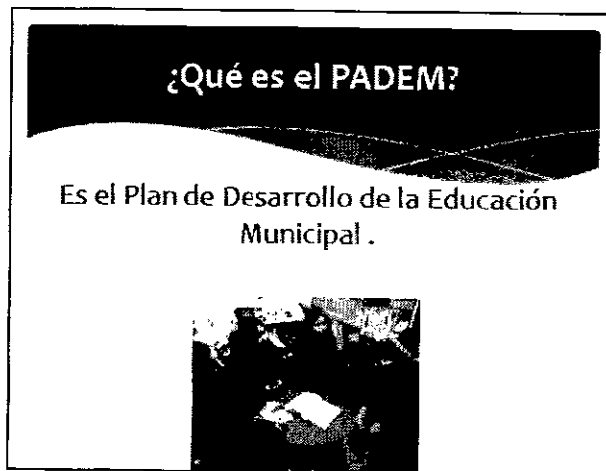 ¿Qué es el PADEM?
Es el Plan de Desarrollo de la Educación
Municipal .